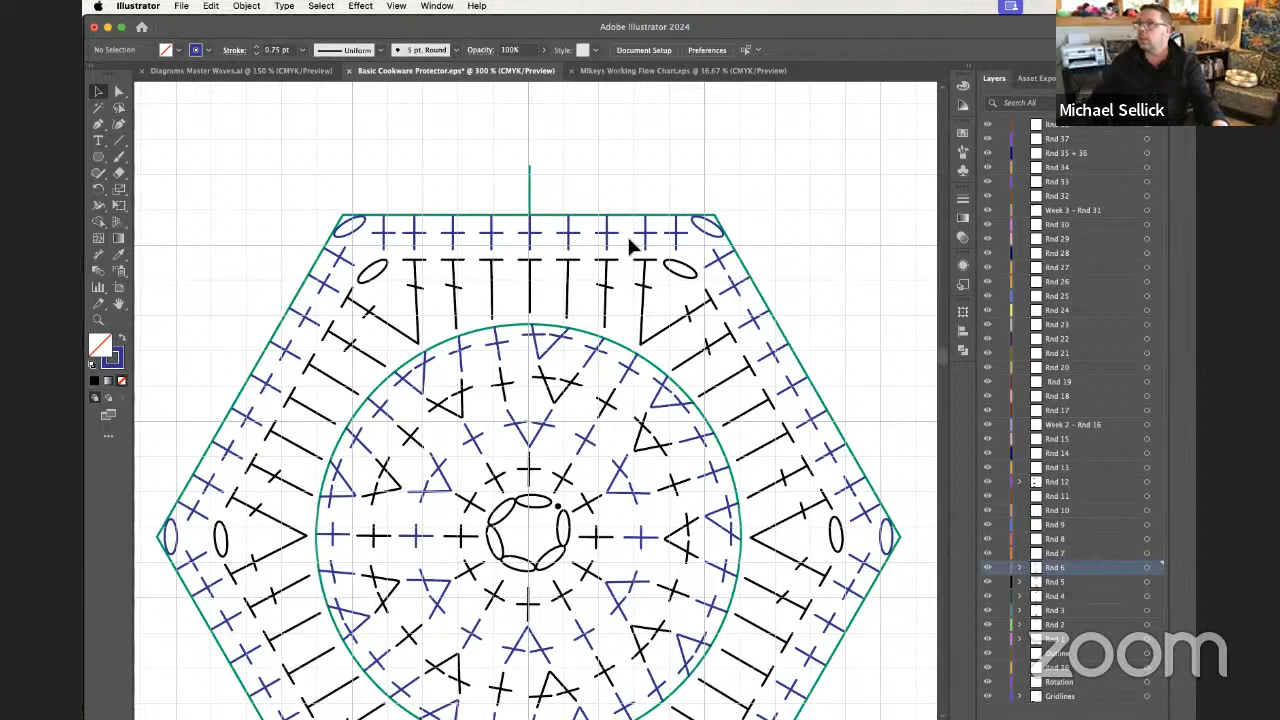 Illustrator File Edit Object Type Select Effect View Window Help
Adobe Illustrator 2024
No Selection Stroke: 0.75 pt Uniform 5 pt. Round Opacity: 100% Style: Document Setup Preferences
× Diagrams Master Waves.ai @ 150 % (CMYK/Preview) × Basic Cookware Protector.eps* @ 300 % (CMYK/Preview) × Mikeys Working Flow Chart.eps @ 16.67 % (CMYK/Preview)
Layers Asset Expo
Search All
Michael Sellick
Rnd 37
Rnd 35 + 36
Rnd 34
Rnd 33
Rnd 32
Week 3 - Rnd 31
Rnd 30
Rnd 29
Rnd 28
Rnd 27
Rnd 26
Rnd 25
Rnd 24
Rnd 23
Rnd 22
Rnd 21
Rnd 20
Rnd 19
Rnd 18
Rnd 17
Week 2 - Rnd 16
Rnd 15
Rnd 14
Rnd 13
Rnd 12
Rnd 11
Rnd 10
Rnd 9
Rnd 8
Rnd 7
Rnd 6
Rnd 5
Rnd 4
Rnd 3
Rnd 2
Rnd 1
zoom
Rotation
Gridlines